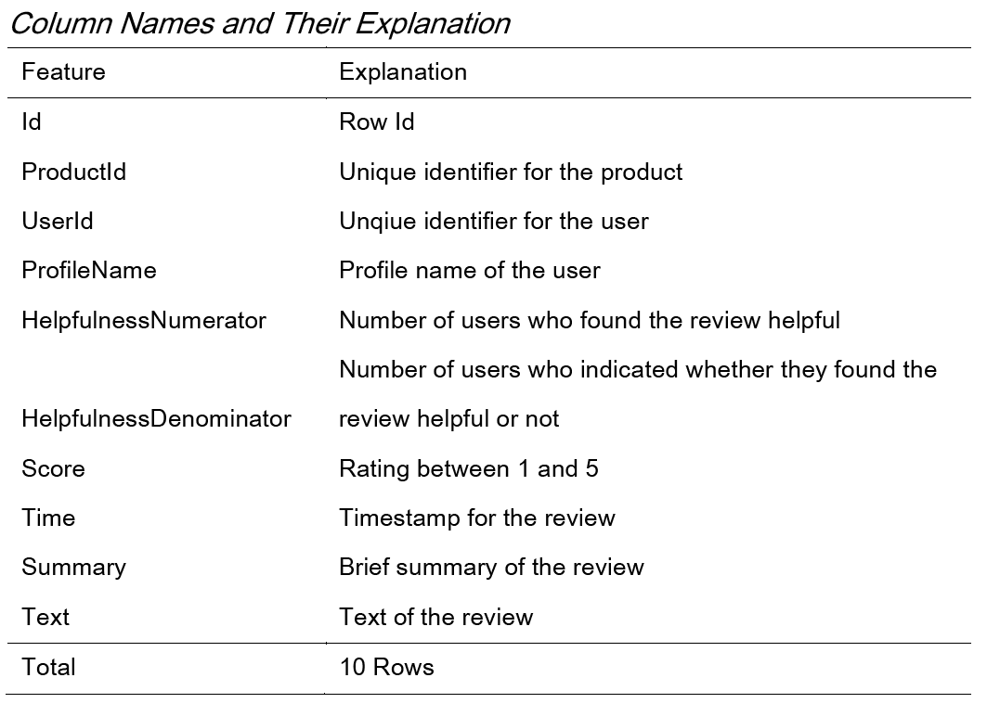 Column Names and Their Explanation
Feature Explanation
Id Row Id
ProductId Unique identifier for the product
UserId Unqiue identifier for the user
ProfileName Profile name of the user
HelpfulnessNumerator Number of users who found the review helpful
Number of users who indicated whether they found the
HelpfulnessDenominator review helpful or not
Score Rating between 1 and 5
Time Timestamp for the review
Summary Brief summary of the review
Text Text of the review
Total 10 Rows